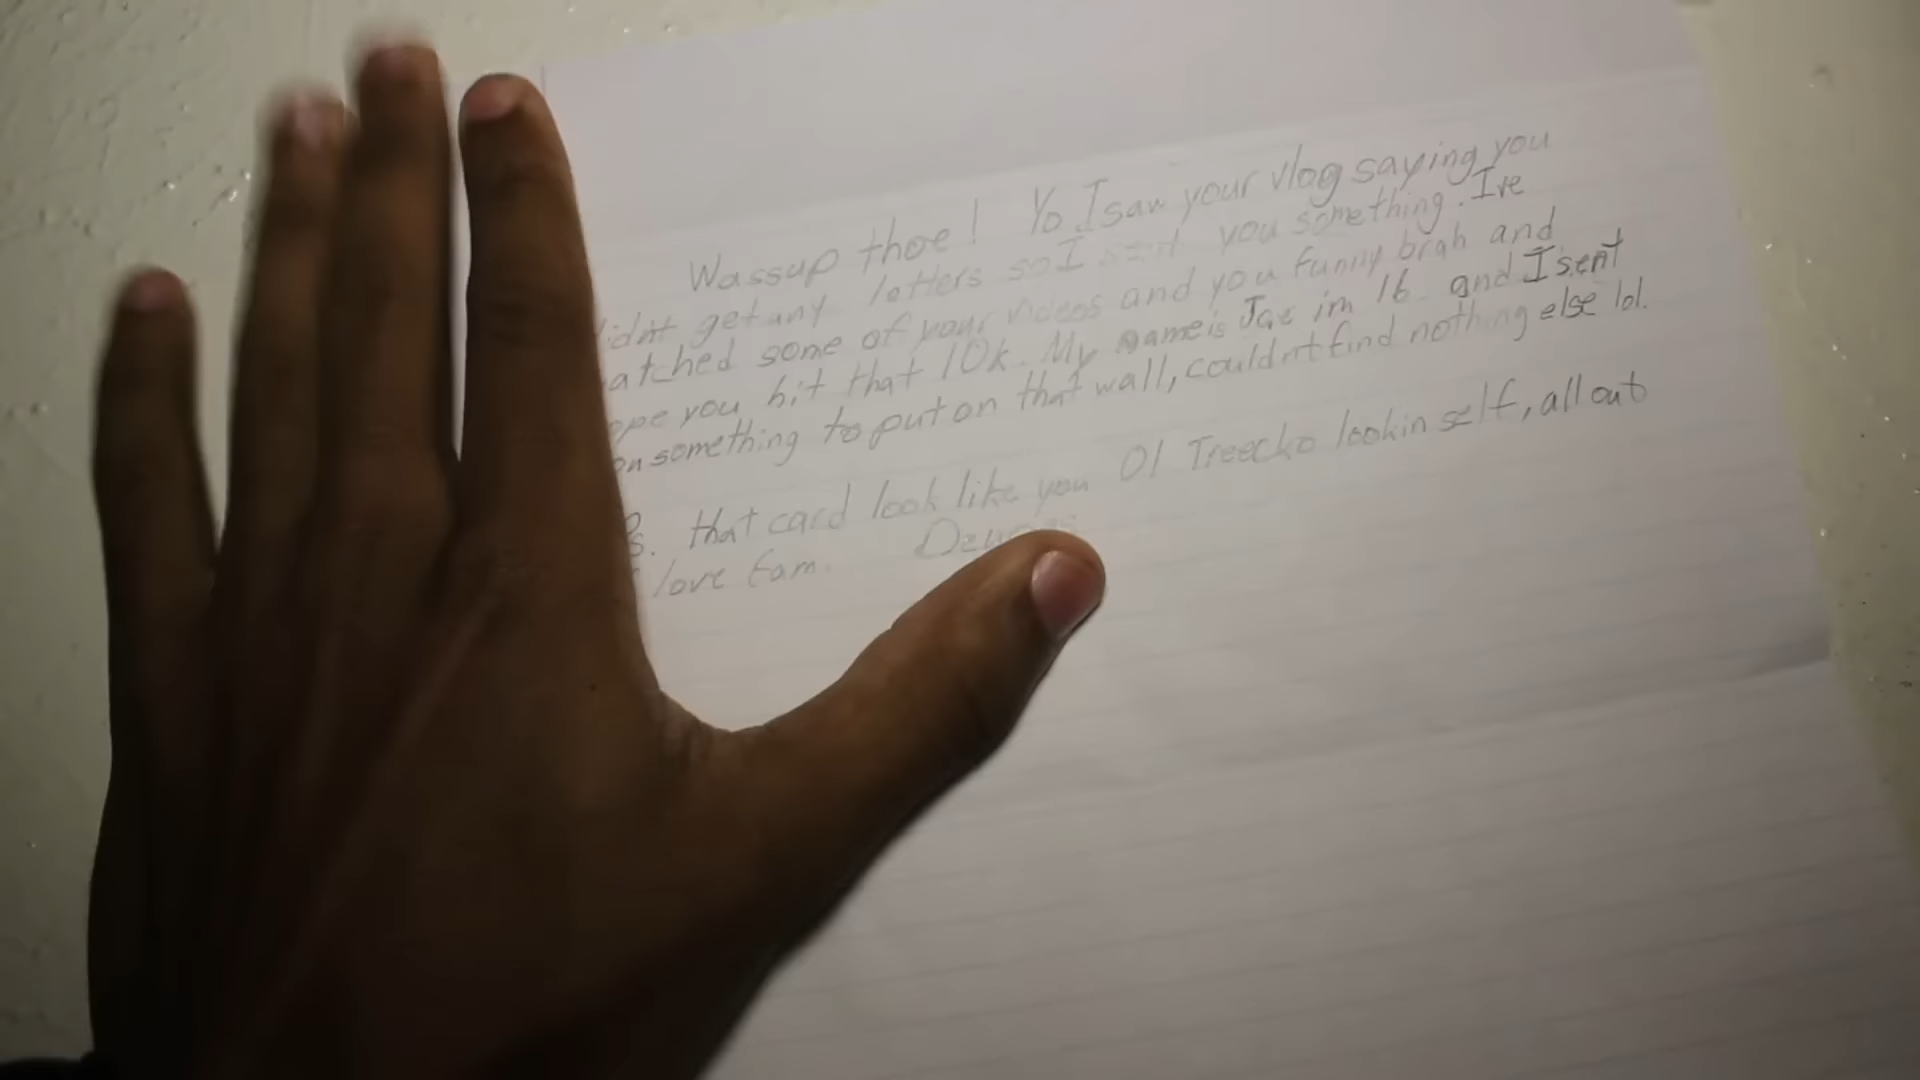 Wassup thoe! Yo I saw your vlog saying you
idnt get any letters so I sent you something. Ive
atched some of your videos and you funny brah and
ope you hit that 10k. My name is Jae im 16 and I sent
on something to put on that wall, couldnt find nothing else lol.
S. that card look like you Ol Treecko lookin self, all out
love fam.